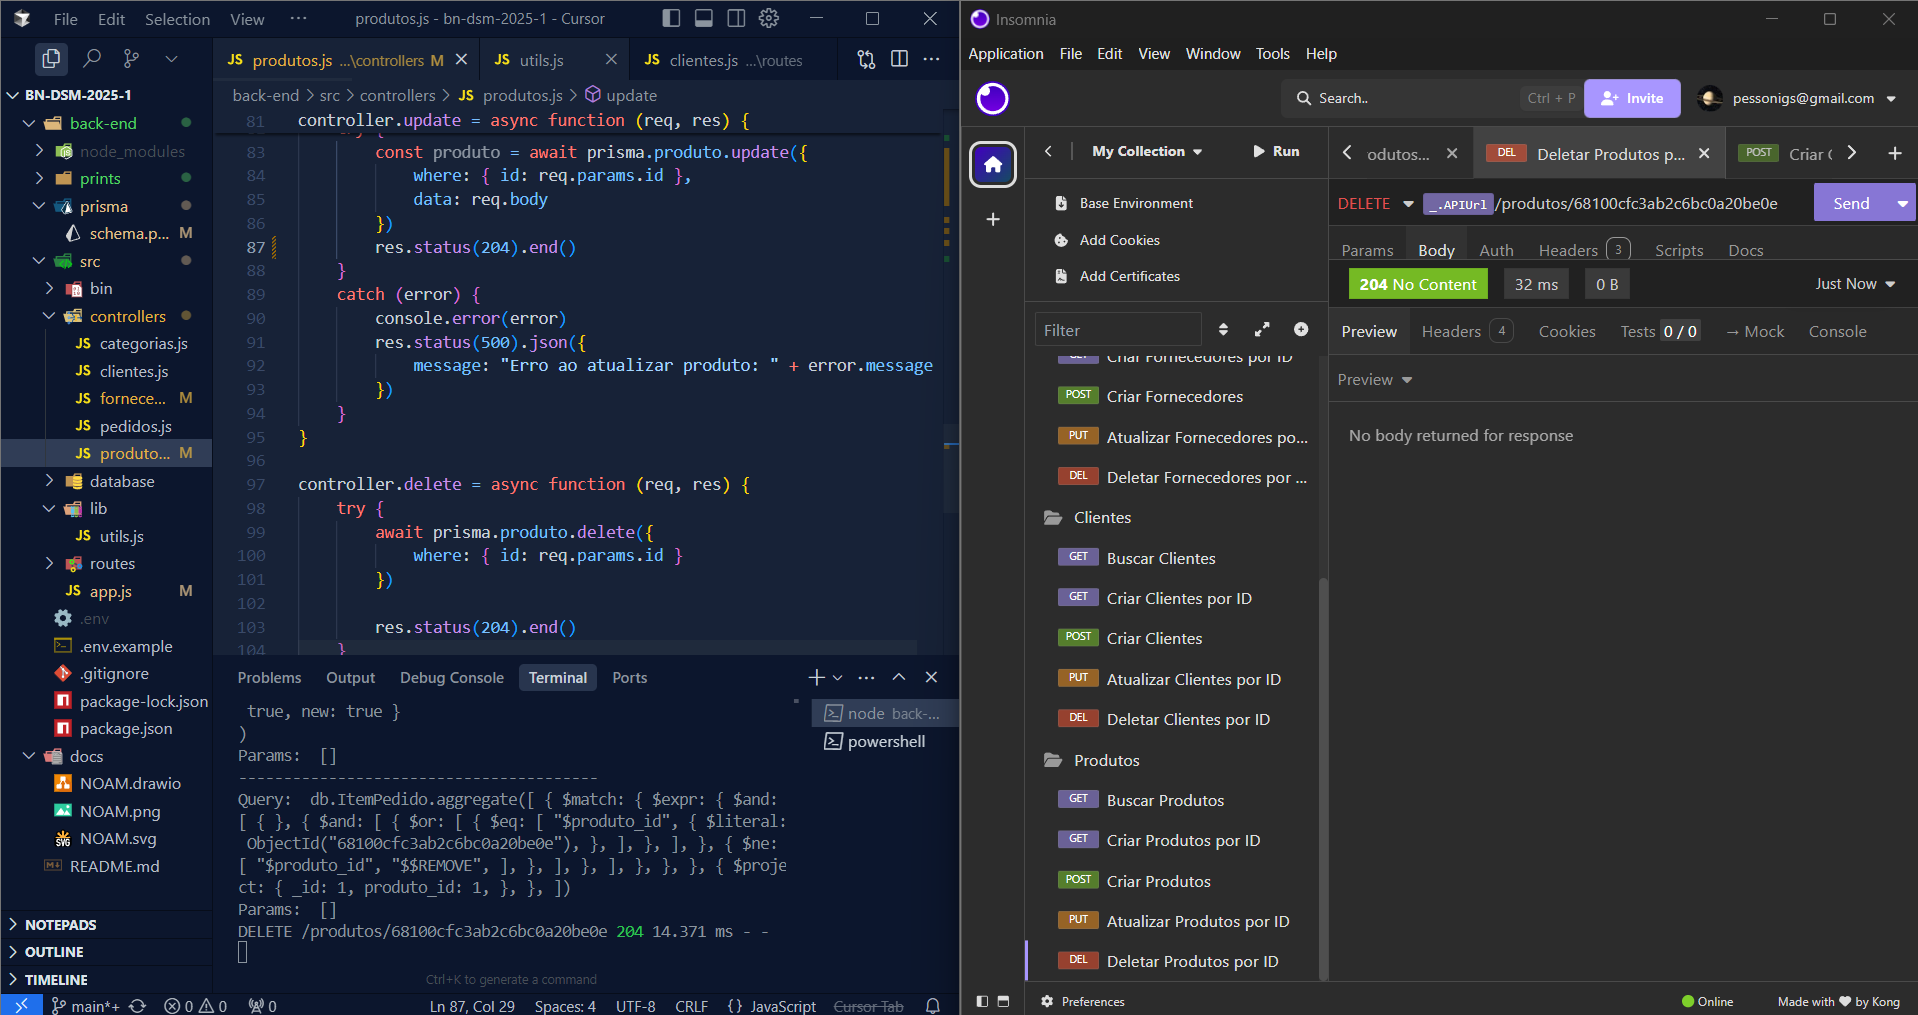 File Edit Selection View ··· produtos.js - bn-dsm-2025-1 - Cursor
JS produtos.js ...\controllers M JS utils.js JS clientes.js ...\routes
BN-DSM-2025-1
back-end
node_modules
prints
prisma
schema.p... M
src
bin
controllers
JS categorias.js
JS clientes.js
JS fornece... M
JS pedidos.js
JS produto... M
database
lib
JS utils.js
routes
JS app.js M
.env
.env.example
.gitignore
package-lock.json
package.json
docs
NOAM.drawio
NOAM.png
NOAM.svg
README.md
NOTEPADS
OUTLINE
TIMELINE
back-end > src > controllers > JS produtos.js > update
81 controller.update = async function (req, res) {
83 const produto = await prisma.produto.update({
84 where: { id: req.params.id },
85 data: req.body
86 })
87 res.status(204).end()
88 }
89 catch (error) {
90 console.error(error)
91 res.status(500).json({
92 message: "Erro ao atualizar produto: " + error.message
93 })
94 }
95 }
96
97 controller.delete = async function (req, res) {
98 try {
99 await prisma.produto.delete({
100 where: { id: req.params.id }
101 })
102
103 res.status(204).end()
104 }
Problems Output Debug Console Terminal Ports
true, new: true }
)
Params: []
----------------------------------------
Query: db.ItemPedido.aggregate([ { $match: { $expr: { $and:
[ { }, { $and: [ { $or: [ { $eq: [ "$produto_id", { $literal:
ObjectId("68100cfc3ab2c6bc0a20be0e"), }, ], }, ], }, { $ne:
[ "$produto_id", "$$REMOVE", ], }, ], }, ], }, }, }, { $proje
ct: { _id: 1, produto_id: 1, }, }, ])
Params: []
DELETE /produtos/68100cfc3ab2c6bc0a20be0e 204 14.371 ms - -
node back-...
powershell
Ctrl+K to generate a command
main*+ 0 0 0 Ln 87, Col 29 Spaces: 4 UTF-8 CRLF {} JavaScript Cursor Tab
Insomnia
Application File Edit View Window Tools Help
Search.. Ctrl + P Invite pessonigs@gmail.com
My Collection Run
Base Environment
Add Cookies
Add Certificates
Filter
GET Criar Fornecedores por ID
POST Criar Fornecedores
PUT Atualizar Fornecedores po...
DEL Deletar Fornecedores por ...
Clientes
GET Buscar Clientes
GET Criar Clientes por ID
POST Criar Clientes
PUT Atualizar Clientes por ID
DEL Deletar Clientes por ID
Produtos
GET Buscar Produtos
GET Criar Produtos por ID
POST Criar Produtos
PUT Atualizar Produtos por ID
DEL Deletar Produtos por ID
odutos... DEL Deletar Produtos p... POST Criar
DELETE _.APIUrl /produtos/68100cfc3ab2c6bc0a20be0e Send
Params Body Auth Headers 3 Scripts Docs
204 No Content 32 ms 0 B Just Now
Preview Headers 4 Cookies Tests 0 / 0 → Mock Console
Preview
No body returned for response
Preferences Online Made with by Kong